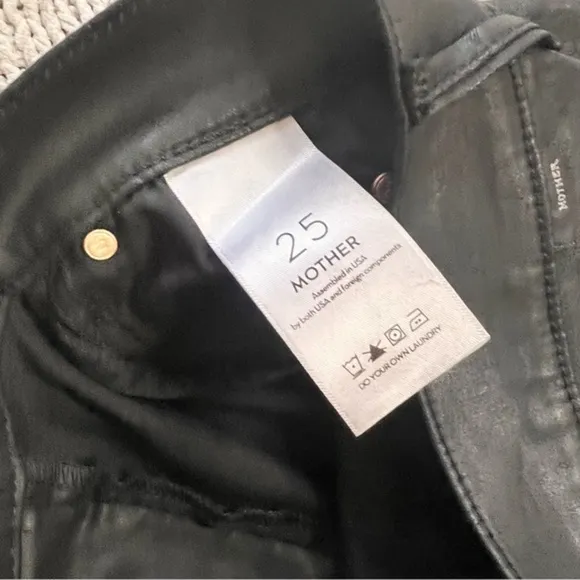 25
MOTHER
Assembled in USA
by both USA and foreign components
DO YOUR OWN LAUNDRY
MOTHER